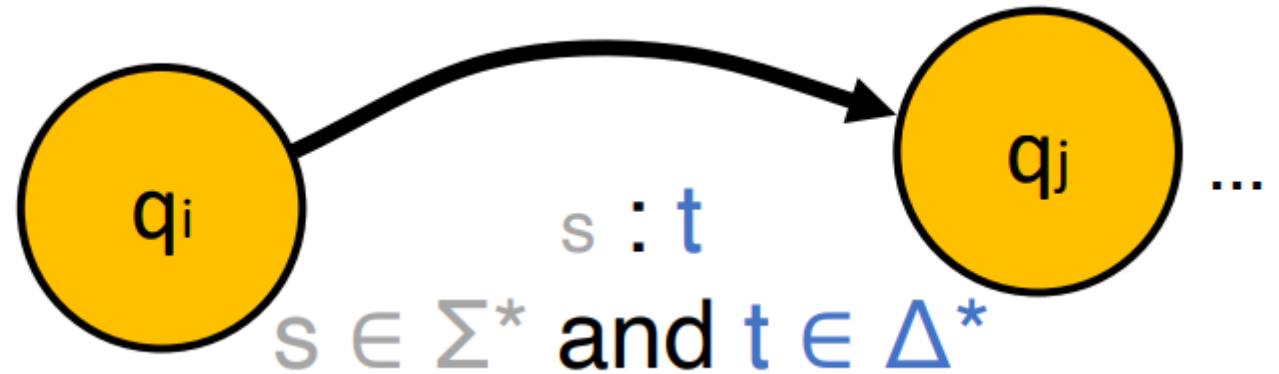 qi
qj ...
s : t
s ∈ Σ* and t ∈ Δ*